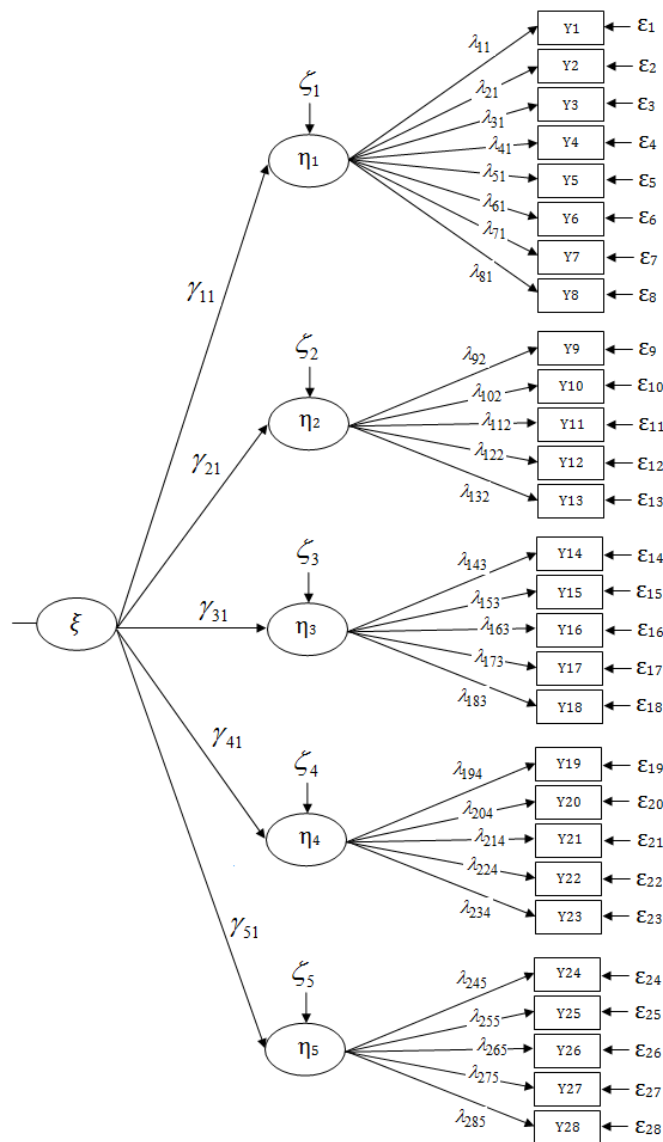 λ₁₁ Y1 ε₁
λ₂₁ Y2 ε₂
ζ₁ λ₃₁ Y3 ε₃
η₁ λ₄₁ Y4 ε₄
λ₅₁ Y5 ε₅
λ₆₁ Y6 ε₆
λ₇₁ Y7 ε₇
λ₈₁ Y8 ε₈
γ₁₁
ζ₂ λ₉₂ Y9 ε₉
λ₁₀₂ Y10 ε₁₀
η₂ λ₁₁₂ Y11 ε₁₁
λ₁₂₂ Y12 ε₁₂
λ₁₃₂ Y13 ε₁₃
γ₂₁
ζ₃ λ₁₄₃ Y14 ε₁₄
λ₁₅₃ Y15 ε₁₅
ξ γ₃₁ η₃ λ₁₆₃ Y16 ε₁₆
λ₁₇₃ Y17 ε₁₇
λ₁₈₃ Y18 ε₁₈
γ₄₁
ζ₄ λ₁₉₄ Y19 ε₁₉
λ₂₀₄ Y20 ε₂₀
η₄ λ₂₁₄ Y21 ε₂₁
λ₂₂₄ Y22 ε₂₂
λ₂₃₄ Y23 ε₂₃
γ₅₁
ζ₅ λ₂₄₅ Y24 ε₂₄
λ₂₅₅ Y25 ε₂₅
η₅ λ₂₆₅ Y26 ε₂₆
λ₂₇₅ Y27 ε₂₇
λ₂₈₅ Y28 ε₂₈